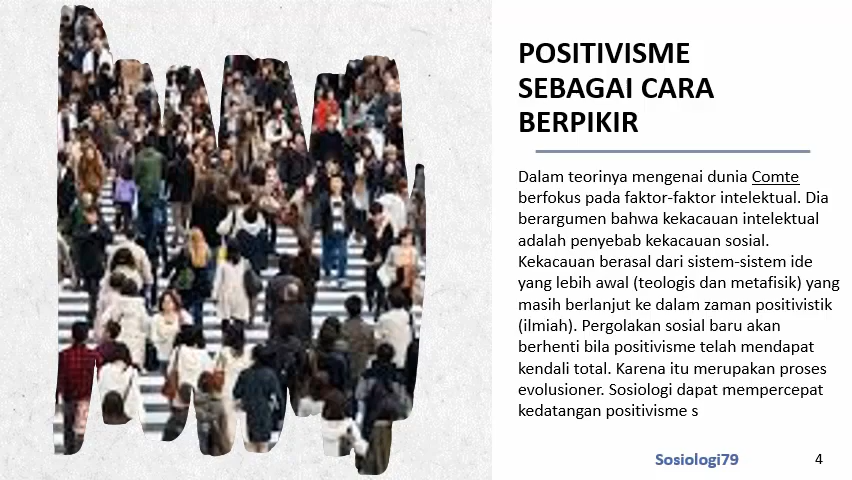 POSITIVISME
SEBAGAI CARA
BERPIKIR
Dalam teorinya mengenai dunia Comte
berfokus pada faktor-faktor intelektual. Dia
berargumen bahwa kekacauan intelektual
adalah penyebab kekacauan sosial.
Kekacauan berasal dari sistem-sistem ide
yang lebih awal (teologis dan metafisik) yang
masih berlanjut ke dalam zaman positivistik
(ilmiah). Pergolakan sosial baru akan
berhenti bila positivisme telah mendapat
kendali total. Karena itu merupakan proses
evolusioner. Sosiologi dapat mempercepat
kedatangan positivisme s
Sosiologi79
4